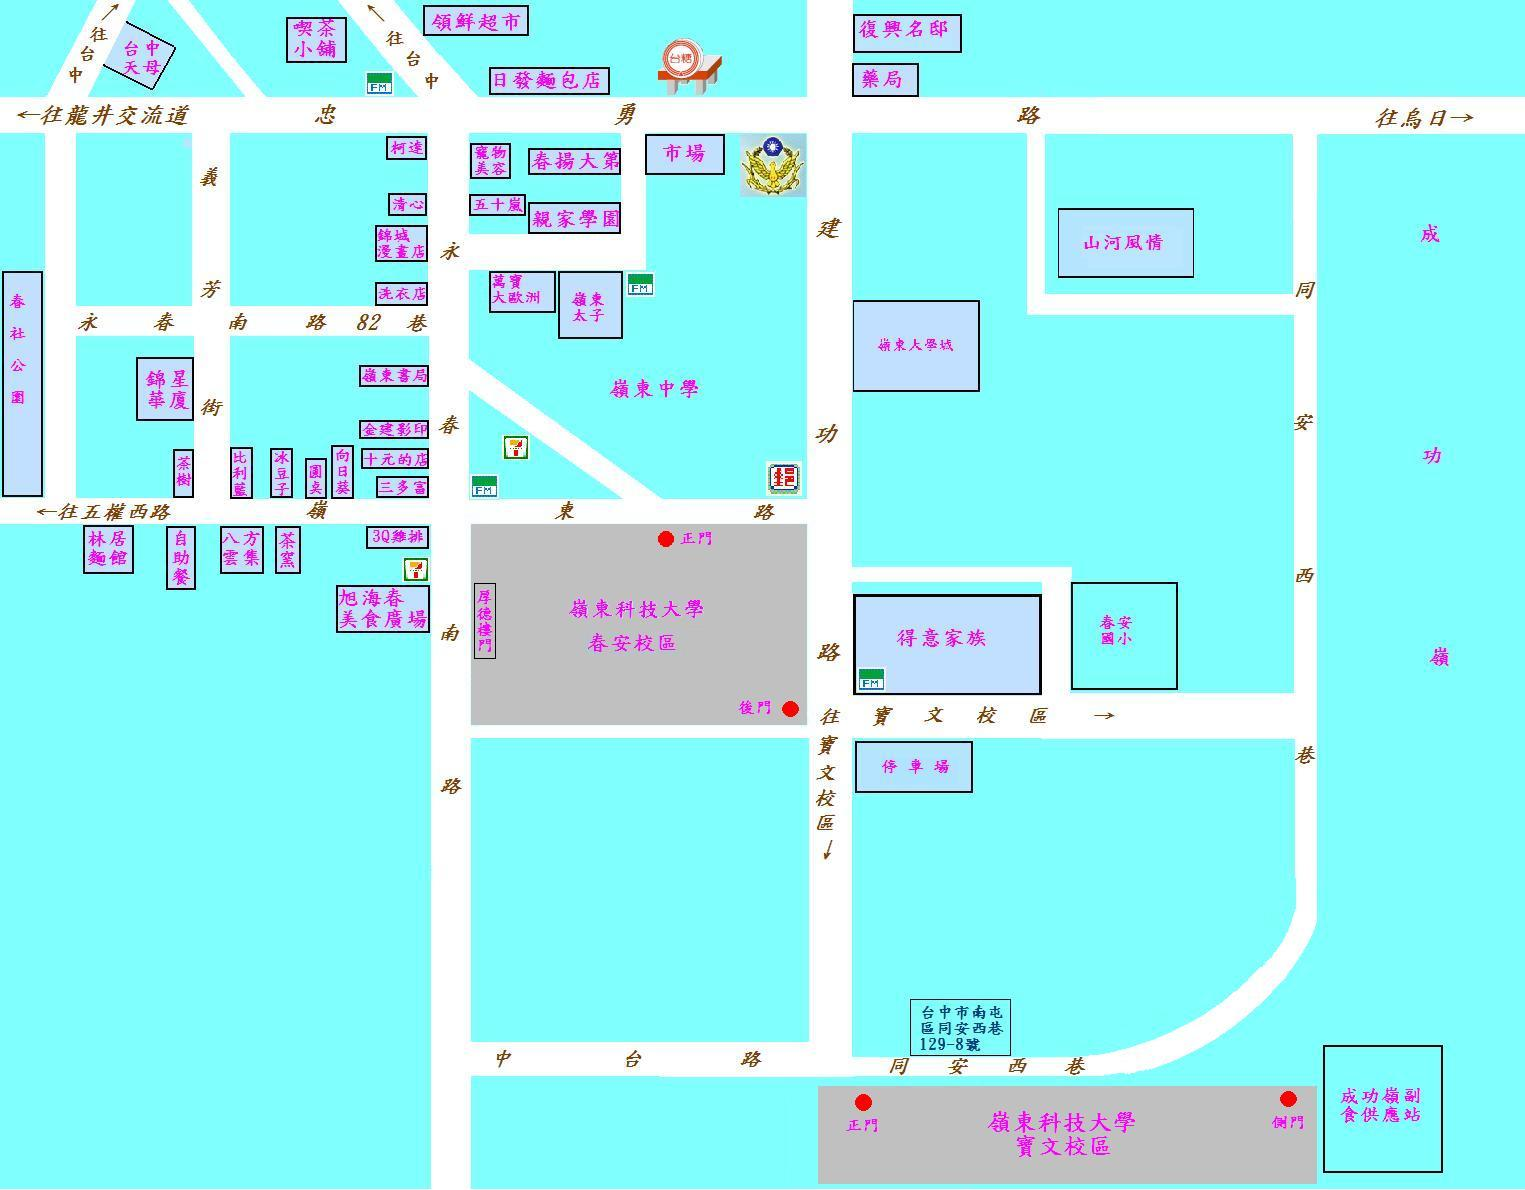 往台中
台中
天母
喫茶
小舖
往台中
領鮮超市
日發麵包店
台糖
復興名邸
藥局
FM
←往龍井交流道
忠
勇
路
往烏日→
義
芳
街
柯達
寵物
美容
春揚大第
市場
清心
五十嵐
親家學園
錦城
漫畫店
永
春
南
路
建
功
路
山河風情
成
功
嶺
春社公園
洗衣店
萬寶
大歐洲
嶺東
太子
FM
同
安
西
巷
永春南路82巷
嶺東大學城
錦星
華廈
嶺東書局
嶺東中學
金建影印
茶樹
比利藍
冰豆子
圓桌
向日葵
十元的店
三多富
7
FM
←往五權西路
嶺
東
路
林居
麵館
自助餐
八方
雲集
茶窯
3Q雞排
7
旭海春
美食廣場
正門
厚德樓門
嶺東科技大學
春安校區
後門
得意家族
FM
春安
國小
往寶文校區→
往寶文校區↓
停車場
台中市南屯
區同安西巷
129-8號
中台路
同安西巷
正門
嶺東科技大學
寶文校區
側門
成功嶺副
食供應站